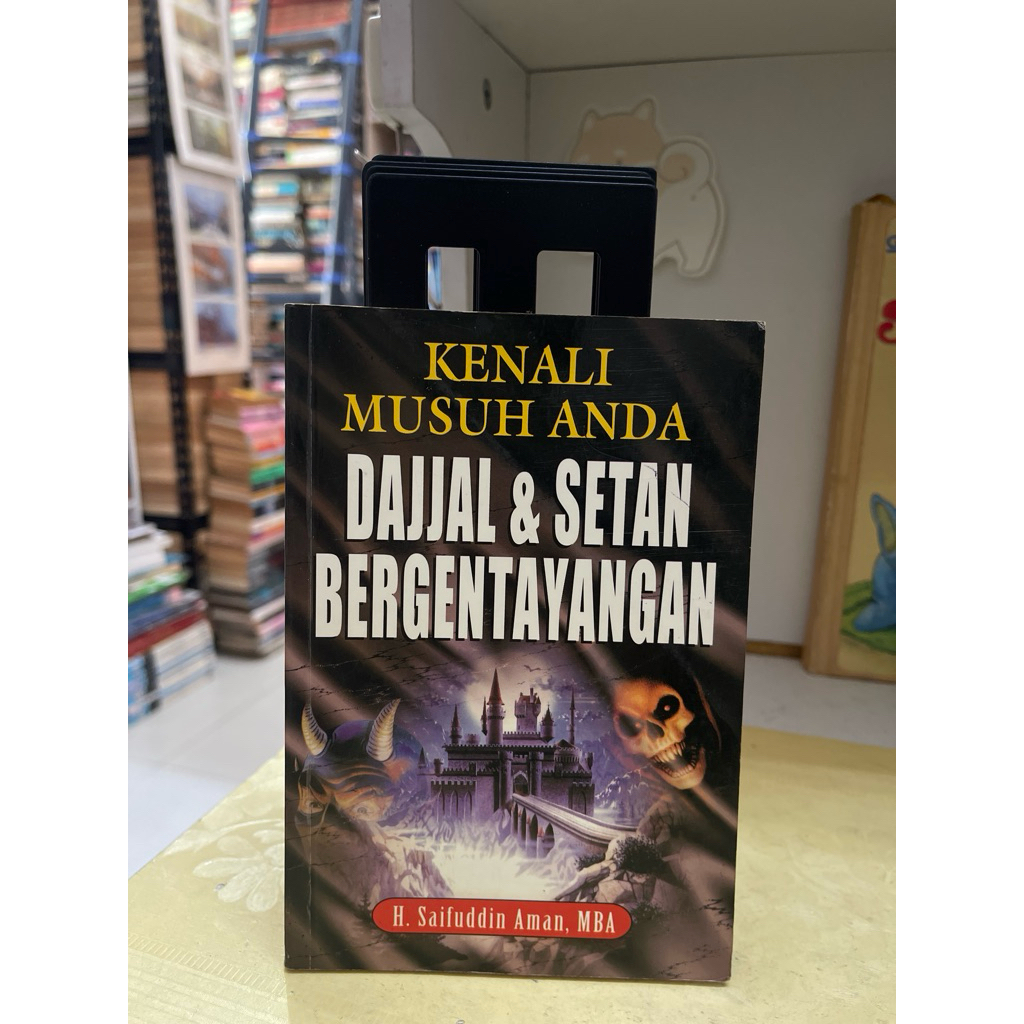 KENALI
MUSUH ANDA
DAJJAL & SETAN
BERGENTAYANGAN
H. Saifuddin Aman, MBA